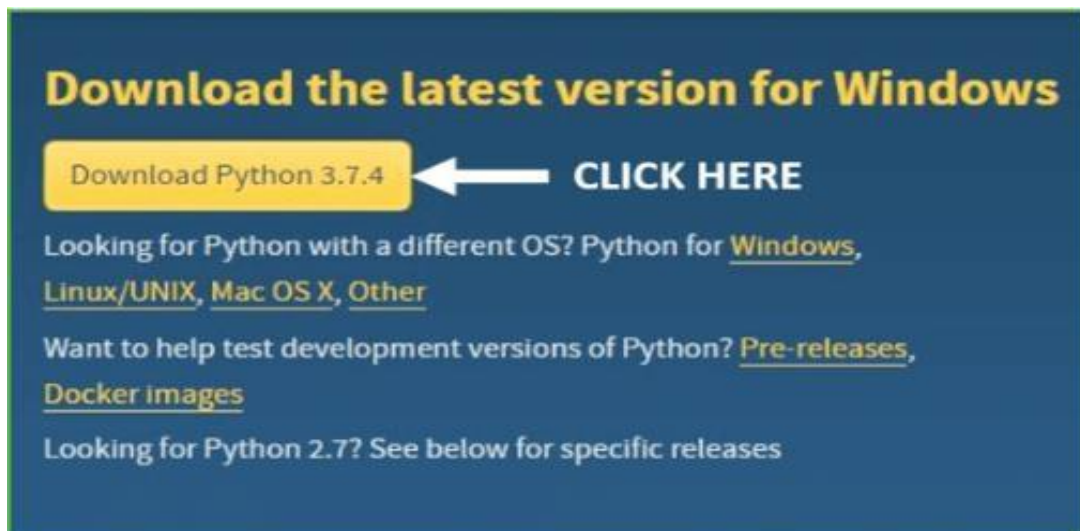 Download the latest version for Windows
Download Python 3.7.4
CLICK HERE
Looking for Python with a different OS? Python for Windows,
Linux/UNIX, Mac OS X, Other
Want to help test development versions of Python? Pre-releases,
Docker images
Looking for Python 2.7? See below for specific releases